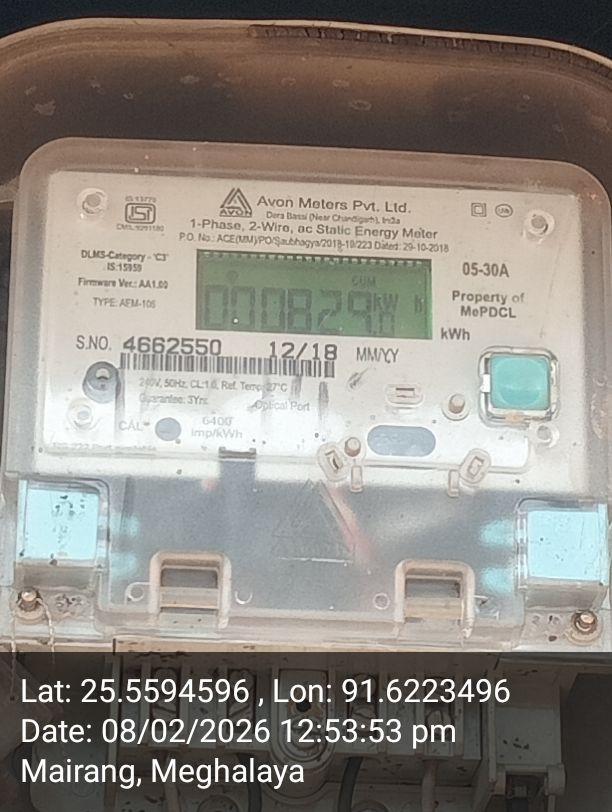 IS:13779
ISI
CM/L:9291180
AVON
Avon Meters Pvt. Ltd.
Dera Bassi (Near Chandigarh), India
1-Phase, 2-Wire, ac Static Energy Meter
P.O. No.: ACE(MM)/PO/Saubhagya/2018-19/223 Dated: 29-10-2018
DLMS-Category -'C3'
IS:15959
Firmware Ver.: AA1.00
TYPE: AEM-106
CUM
kW h
05-30A
Property of
MePDCL
kWh
S.NO. 4662550 12/18 MM/YY
240V, 50Hz, CL:1.0, Ref. Temp: 27°C
Guarantee: 3Yrs
Optical Port
CAL
6400
imp/kWh
Lat: 25.5594596 , Lon: 91.6223496
Date: 08/02/2026 12:53:53 pm
Mairang, Meghalaya